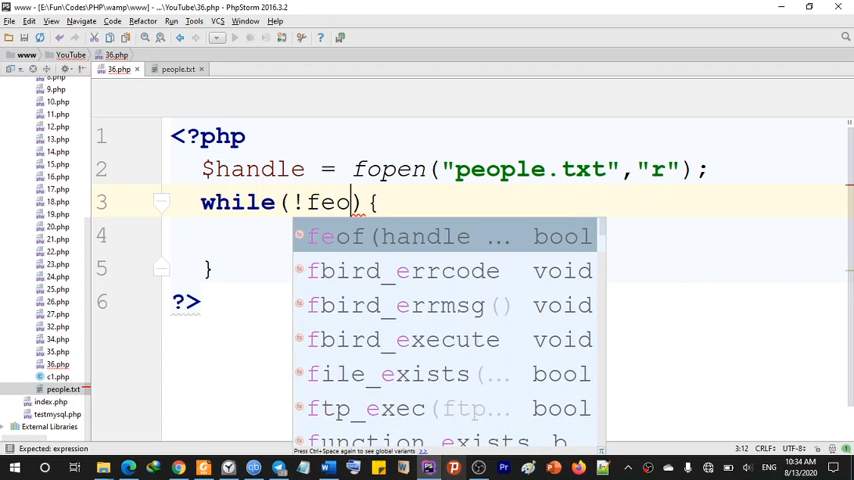 www - [E:\Fun\Codes\PHP\wamp\www] - ...\YouTube\36.php - PhpStorm 2016.3.2
File Edit View Navigate Code Refactor Run Tools VCS Window Help
www YouTube 36.php
36.php people.txt
8.php
9.php
10.php
11.php
12.php
13.php
14.php
15.php
16.php
17.php
18.php
19.php
20.php
21.php
22.php
24.php
25.php
26.php
27.php
32.php
34.php
35.php
36.php
c1.php
people.txt
index.php
testmysql.php
External Libraries
1 <?php
2 $handle = fopen("people.txt","r");
3 while(!feo){
4
5 }
6 ?>
feof(handle ... bool
fbird_errcode void
fbird_errmsg() void
fbird_execute void
file_exists(... bool
ftp_exec(ftp... bool
function_exists b
Press Ctrl+Space again to see global variants >>
Expected: expression 3:12 CRLF÷ UTF-8÷
ENG 10:34 AM
8/13/2020